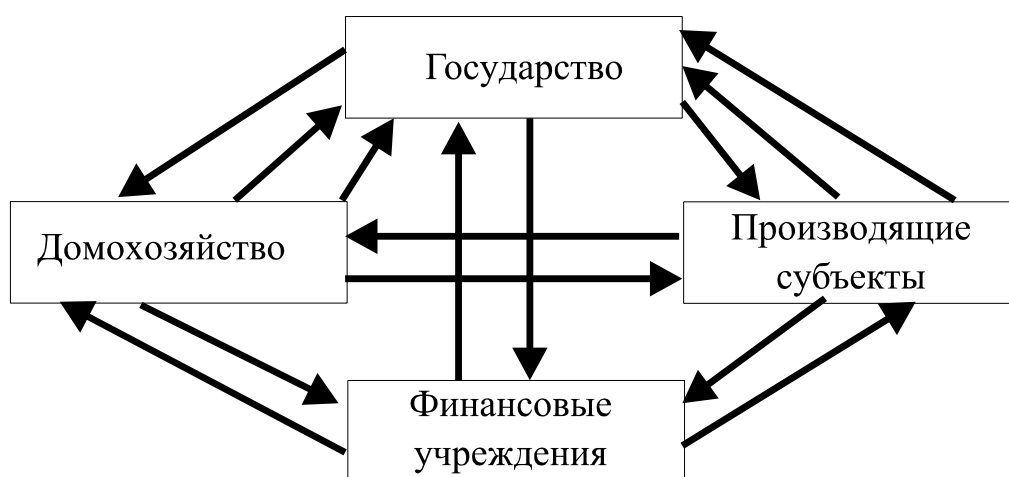 Государство
Домохозяйство
Производящие
субъекты
Финансовые
учреждения